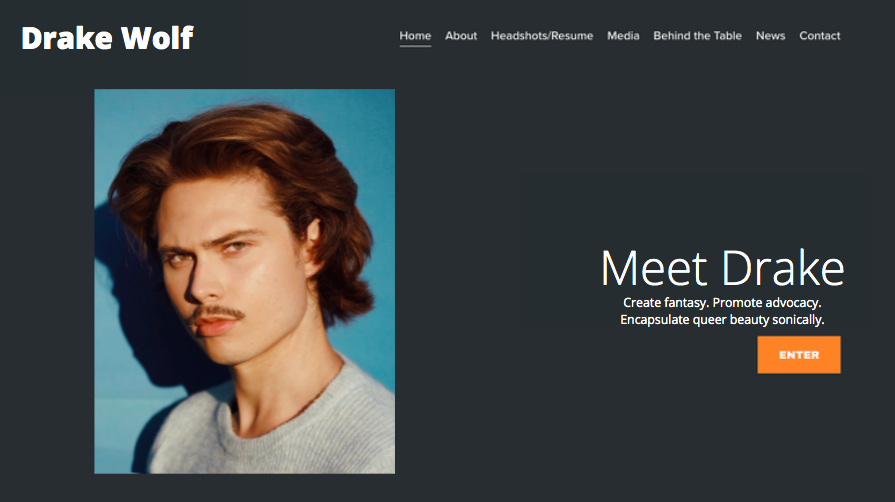 Drake Wolf
Home About Headshots/Resume Media Behind the Table News Contact
Meet Drake
Create fantasy. Promote advocacy.
Encapsulate queer beauty sonically.
ENTER